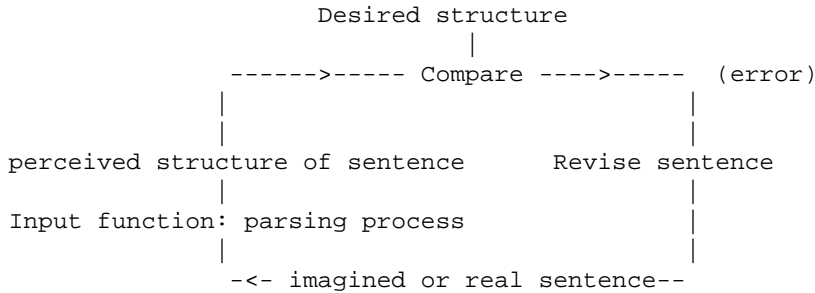 Desired structure
|
------>----- Compare ---->----- (error)
| |
| |
perceived structure of sentence Revise sentence
| |
Input function: parsing process |
| |
-<- imagined or real sentence--